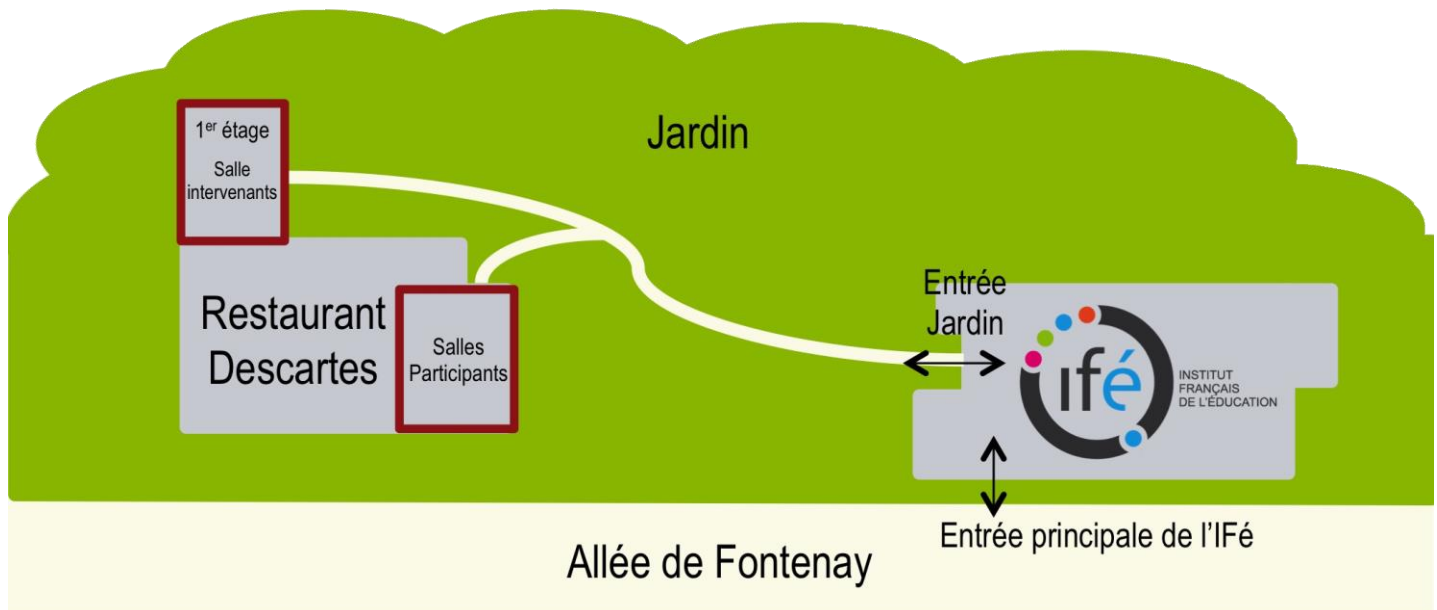 1er étage
Salle
intervenants
Jardin
Restaurant
Descartes
Salles
Participants
Entrée
Jardin
ifé
INSTITUT
FRANÇAIS
DE L'ÉDUCATION
Entrée principale de l'IFé
Allée de Fontenay